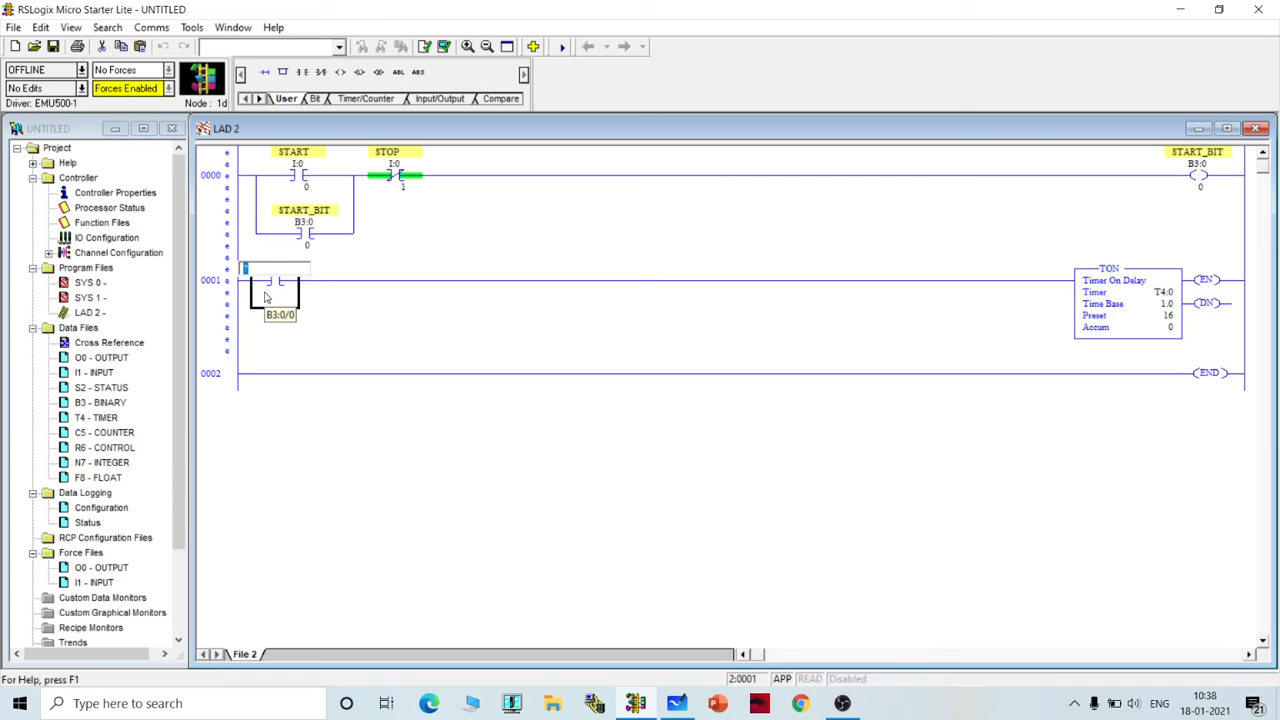 RSLogix Micro Starter Lite - UNTITLED
File Edit View Search Comms Tools Window Help
OFFLINE No Forces
No Edits Forces Enabled
Driver: EMU500-1 Node : 1d
ABL ABS
User Bit Timer/Counter Input/Output Compare
UNTITLED
Project
Help
Controller
Controller Properties
Processor Status
Function Files
IO Configuration
Channel Configuration
Program Files
SYS 0 -
SYS 1 -
LAD 2 -
Data Files
Cross Reference
O0 - OUTPUT
I1 - INPUT
S2 - STATUS
B3 - BINARY
T4 - TIMER
C5 - COUNTER
R6 - CONTROL
N7 - INTEGER
F8 - FLOAT
Data Logging
Configuration
Status
RCP Configuration Files
Force Files
O0 - OUTPUT
I1 - INPUT
Custom Data Monitors
Custom Graphical Monitors
Recipe Monitors
Trends
LAD 2
START STOP START_BIT
I:0 I:0 B3:0
0000
0 1 0
START_BIT
B3:0
0
e
e
e
e
e
e
e
e
e
?
0001
B3:0/0
TON
Timer On Delay
Timer T4:0
Time Base 1.0
Preset 16
Accum 0
EN
DN
e
e
e
e
e
e
e
0002
END
File 2
For Help, press F1
2:0001 APP READ Disabled
Type here to search
ENG
10:38
18-01-2021
21